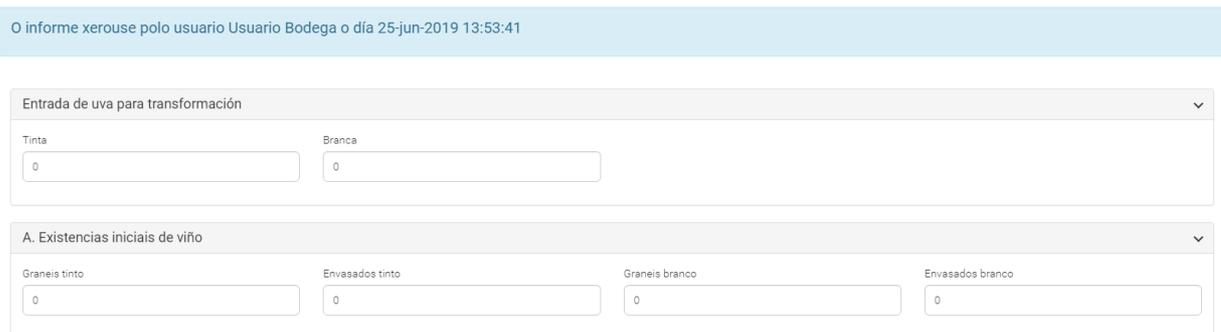 O informe xerouse polo usuario Usuario Bodega o día 25-jun-2019 13:53:41
Entrada de uva para transformación
Tinta Branca
0 0
A. Existencias iniciais de viño
Graneis tinto Envasados tinto Graneis branco Envasados branco
0 0 0 0